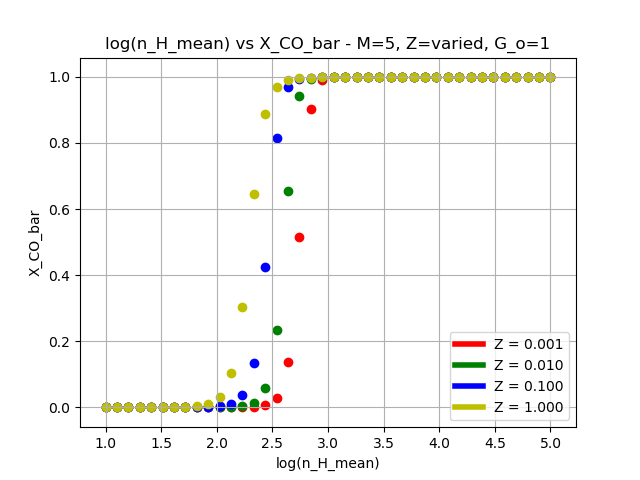 log(n_H_mean) vs X_CO_bar - M=5, Z=varied, G_o=1
1.0
0.8
0.6
0.4
0.2
0.0
X_CO_bar
1.0 1.5 2.0 2.5 3.0 3.5 4.0 4.5 5.0
log(n_H_mean)
Z = 0.001
Z = 0.010
Z = 0.100
Z = 1.000